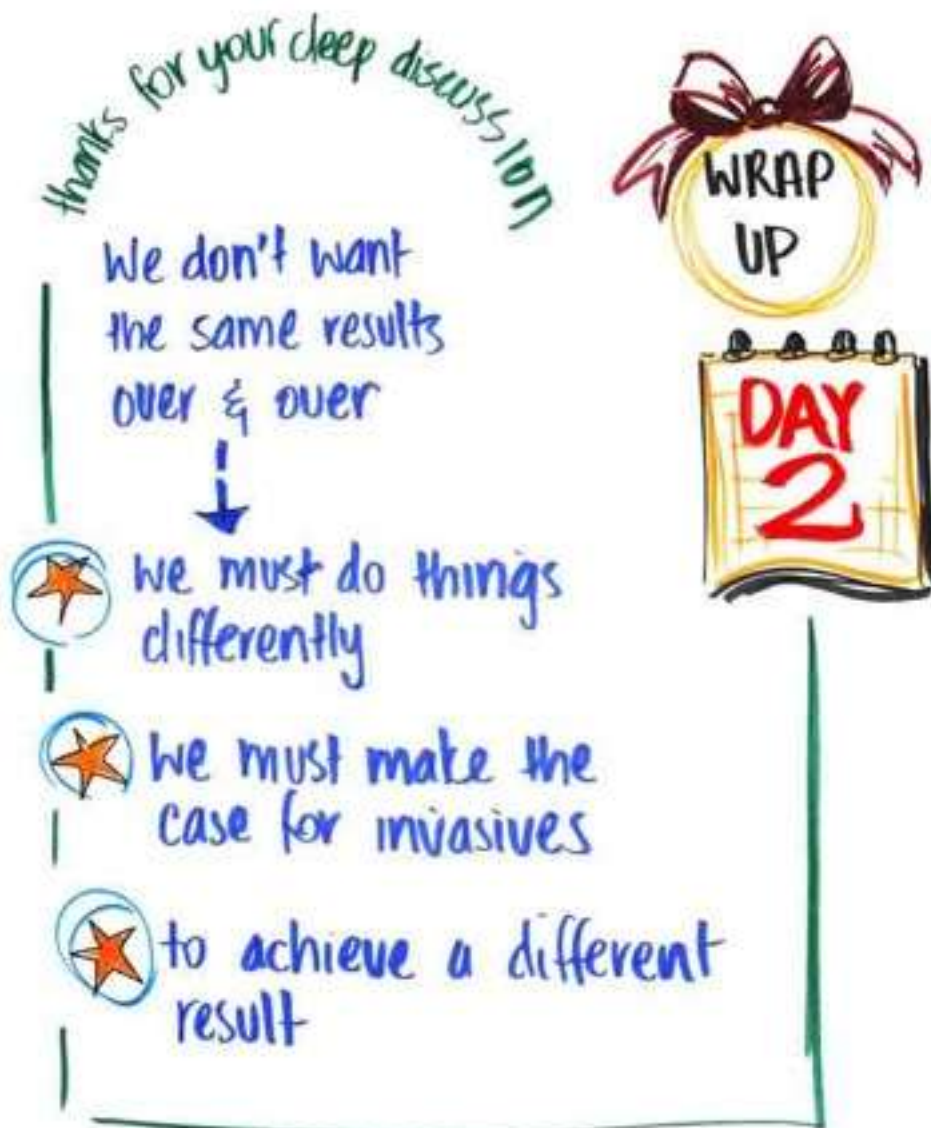 thanks for your deep discussion
WRAP
UP
DAY
2
We don't want
the same results
over & over
we must do things
differently
we must make the
case for invasives
to achieve a different
result